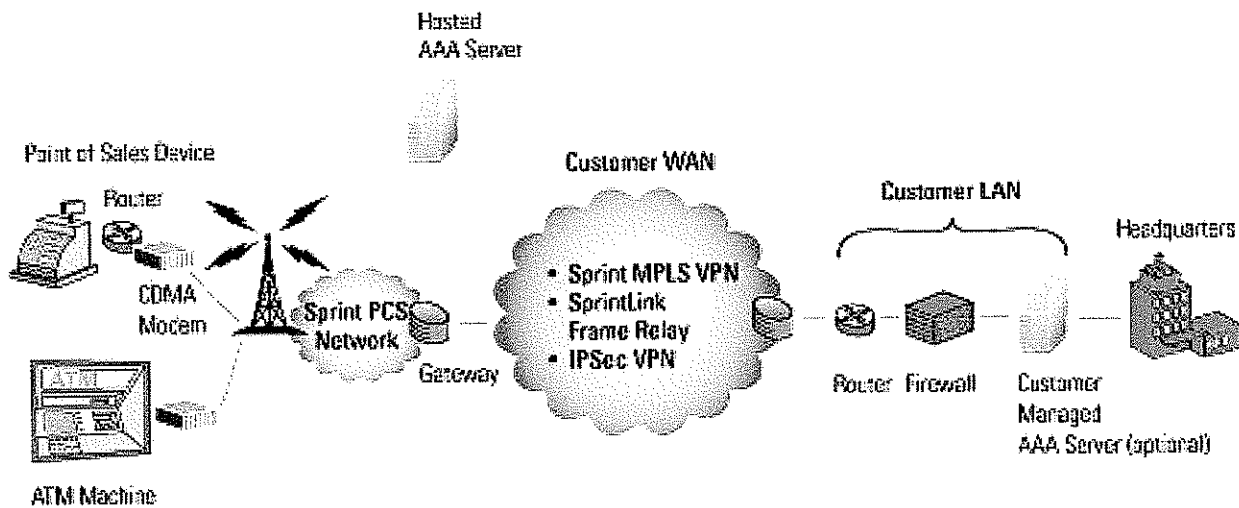 Hosted
AAA Server
Point of Sales Device
Router
CDMA
Modem
Sprint PCS
Network
Gateway
Customer WAN
• Sprint MPLS VPN
• SprintLink
Frame Relay
• IPSec VPN
Customer LAN
Headquarters
Router
Firewall
Customer
Managed
AAA Server (optional)
ATM
ATM Machine